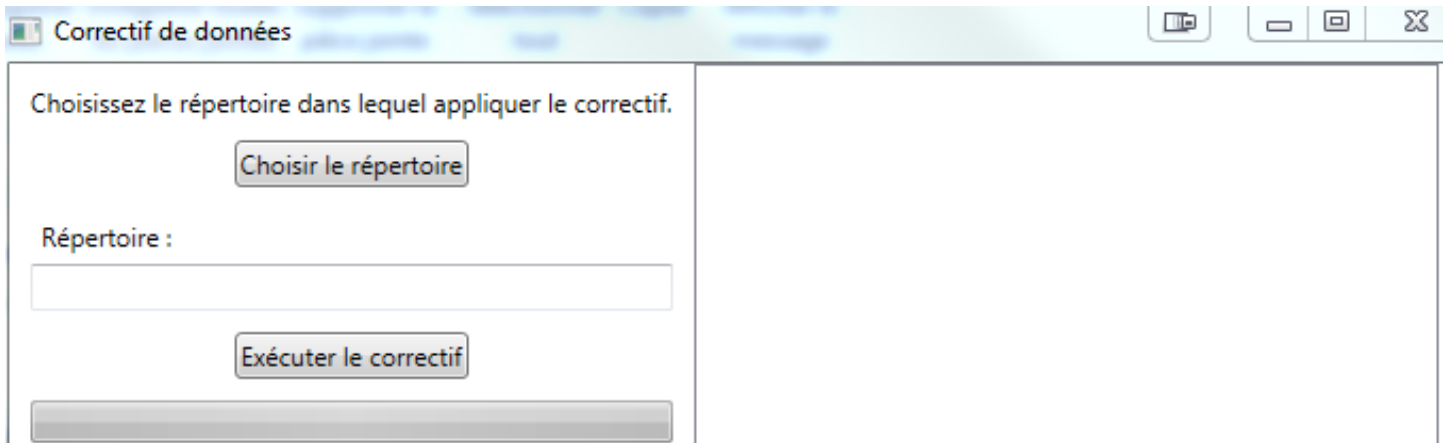 Correctif de données
Choisissez le répertoire dans lequel appliquer le correctif.
Choisir le répertoire
Répertoire :
Exécuter le correctif